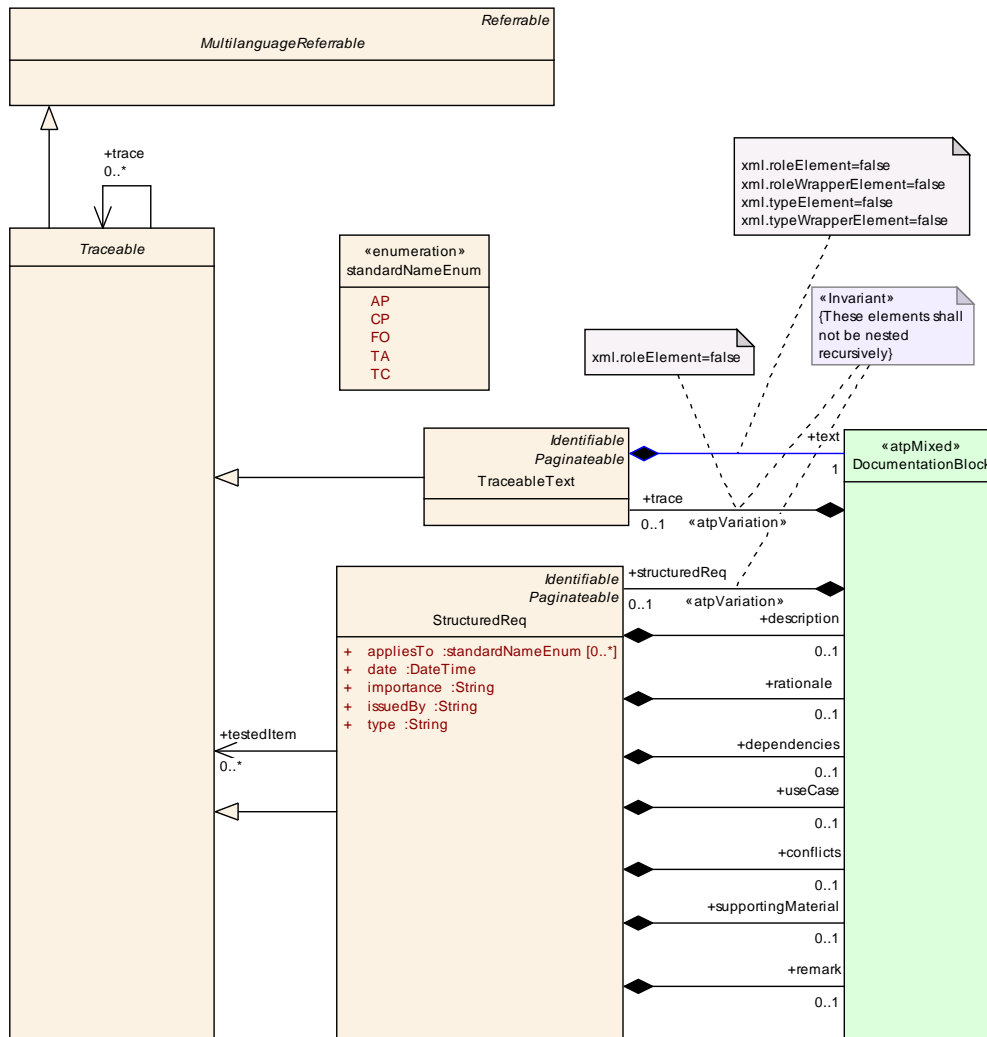 Referrable
MultilanguageReferrable
+trace
0..*
Traceable
«enumeration»
standardNameEnum
AP
CP
FO
TA
TC
xml.roleElement=false
xml.roleWrapperElement=false
xml.typeElement=false
xml.typeWrapperElement=false
«Invariant»
{These elements shall
not be nested
recursively}
xml.roleElement=false
Identifiable
Paginateable
TraceableText
+text
1
«atpMixed»
DocumentationBlock
+trace
0..1
«atpVariation»
Identifiable
Paginateable
StructuredReq
+structuredReq
0..1
«atpVariation»
+ appliesTo :standardNameEnum [0..*]
+ date :DateTime
+ importance :String
+ issuedBy :String
+ type :String
+description
0..1
+rationale
0..1
+testedItem
0..*
+dependencies
0..1
+useCase
0..1
+conflicts
0..1
+supportingMaterial
0..1
+remark
0..1